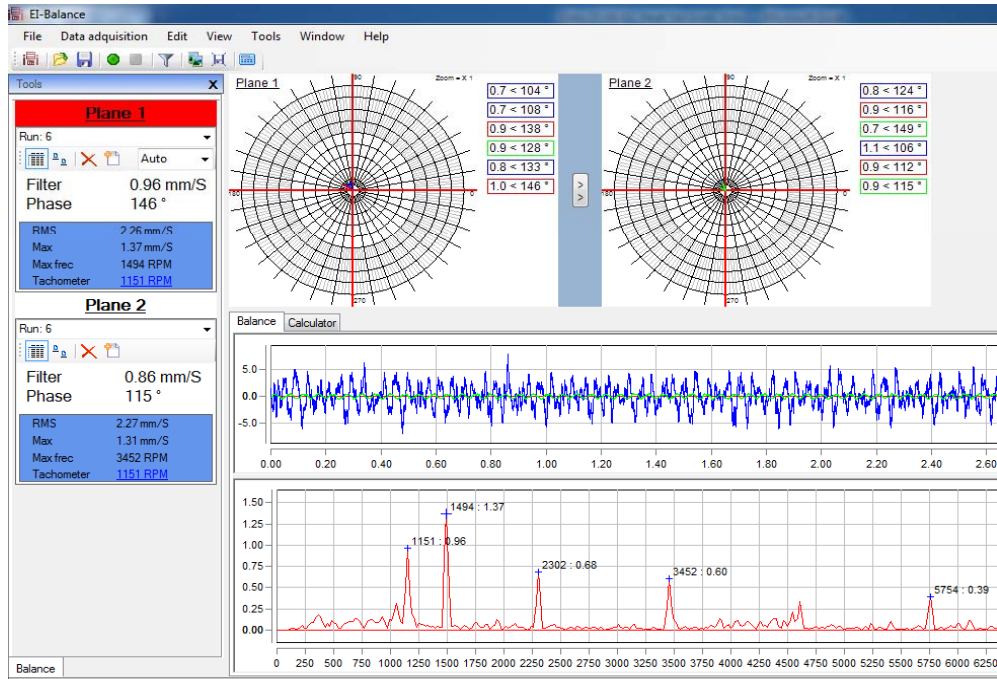 EI-Balance
File Data adquisition Edit View Tools Window Help
Tools X
Plane 1
Run: 6
Auto
Filter 0.96 mm/S
Phase 146 °
RMS 2.26 mm/S
Max 1.37 mm/S
Max frec 1494 RPM
Tachometer 1151 RPM
Plane 2
Run: 6
Filter 0.86 mm/S
Phase 115 °
RMS 2.27 mm/S
Max 1.31 mm/S
Max frec 3452 RPM
Tachometer 1151 RPM
Balance
Plane 1
90
Zoom = X 1
180
0
270
0.7 < 104 °
0.7 < 108 °
0.9 < 138 °
0.9 < 128 °
0.8 < 133 °
1.0 < 146 °
>
>
Plane 2
90
Zoom = X 1
180
0
270
0.8 < 124 °
0.9 < 116 °
0.7 < 149 °
1.1 < 106 °
0.9 < 112 °
0.9 < 115 °
Balance Calculator
5.0
0.0
-5.0
0.00 0.20 0.40 0.60 0.80 1.00 1.20 1.40 1.60 1.80 2.00 2.20 2.40 2.60
1.50
1.25
1.00
0.75
0.50
0.25
0.00
1494 : 1.37
1151 : 0.96
2302 : 0.68
3452 : 0.60
5754 : 0.39
0 250 500 750 1000 1250 1500 1750 2000 2250 2500 2750 3000 3250 3500 3750 4000 4250 4500 4750 5000 5250 5500 5750 6000 6250